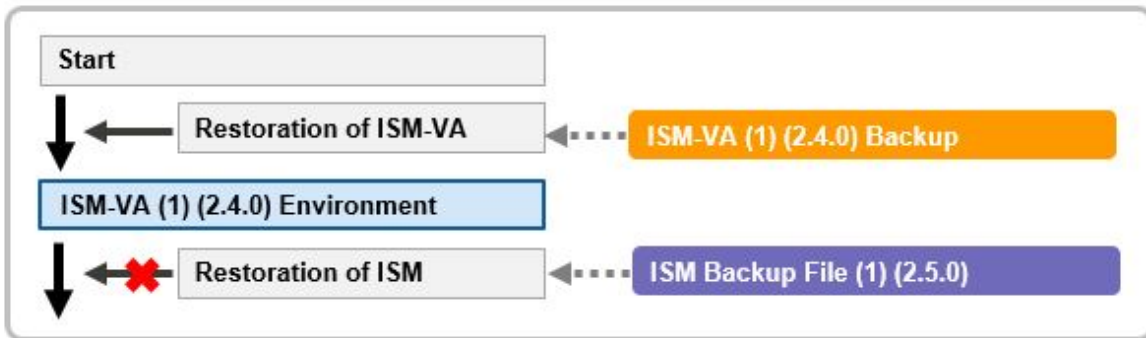 Start
Restoration of ISM-VA
ISM-VA (1) (2.4.0) Backup
ISM-VA (1) (2.4.0) Environment
Restoration of ISM
ISM Backup File (1) (2.5.0)